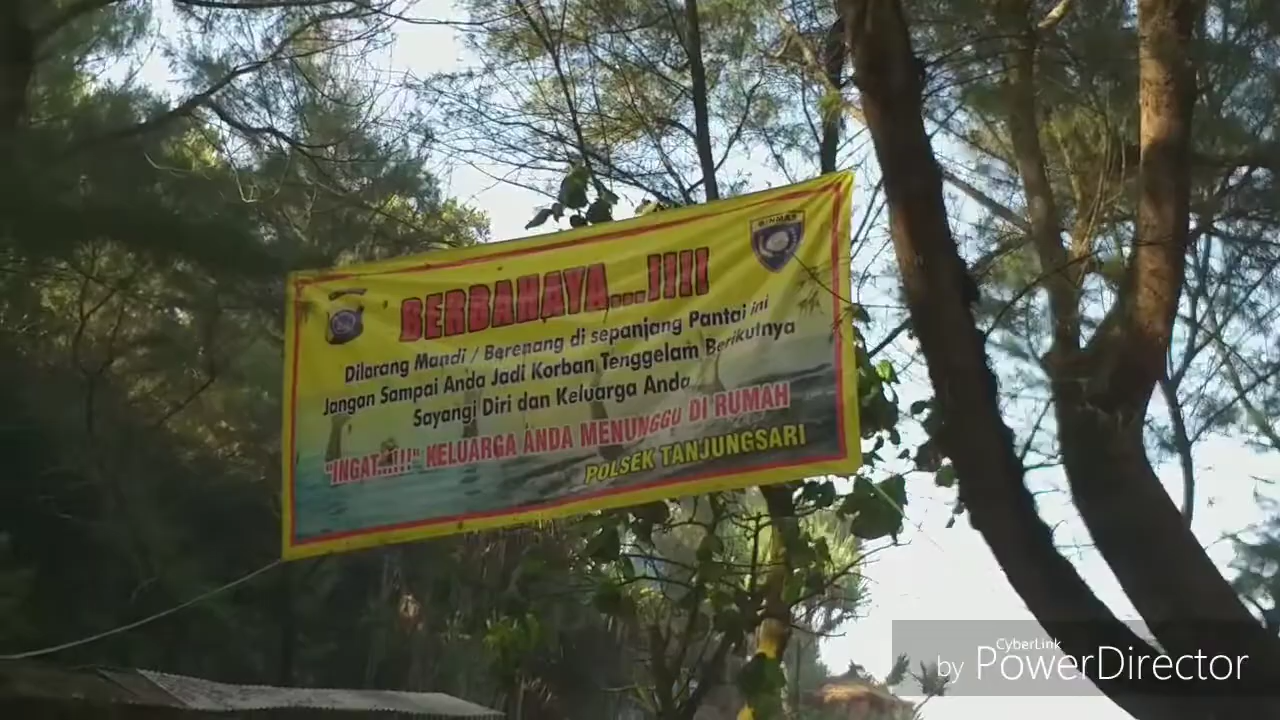 BINMAS
BERBAHAYA...!!!!
Dilarang Mandi / Berenang di sepanjang Pantai ini
Jangan Sampai Anda Jadi Korban Tenggelam Berikutnya
Sayangi Diri dan Keluarga Anda
"INGAT...!!!" KELUARGA ANDA MENUNGGU DI RUMAH
POLSEK TANJUNGSARI
CyberLink
by PowerDirector